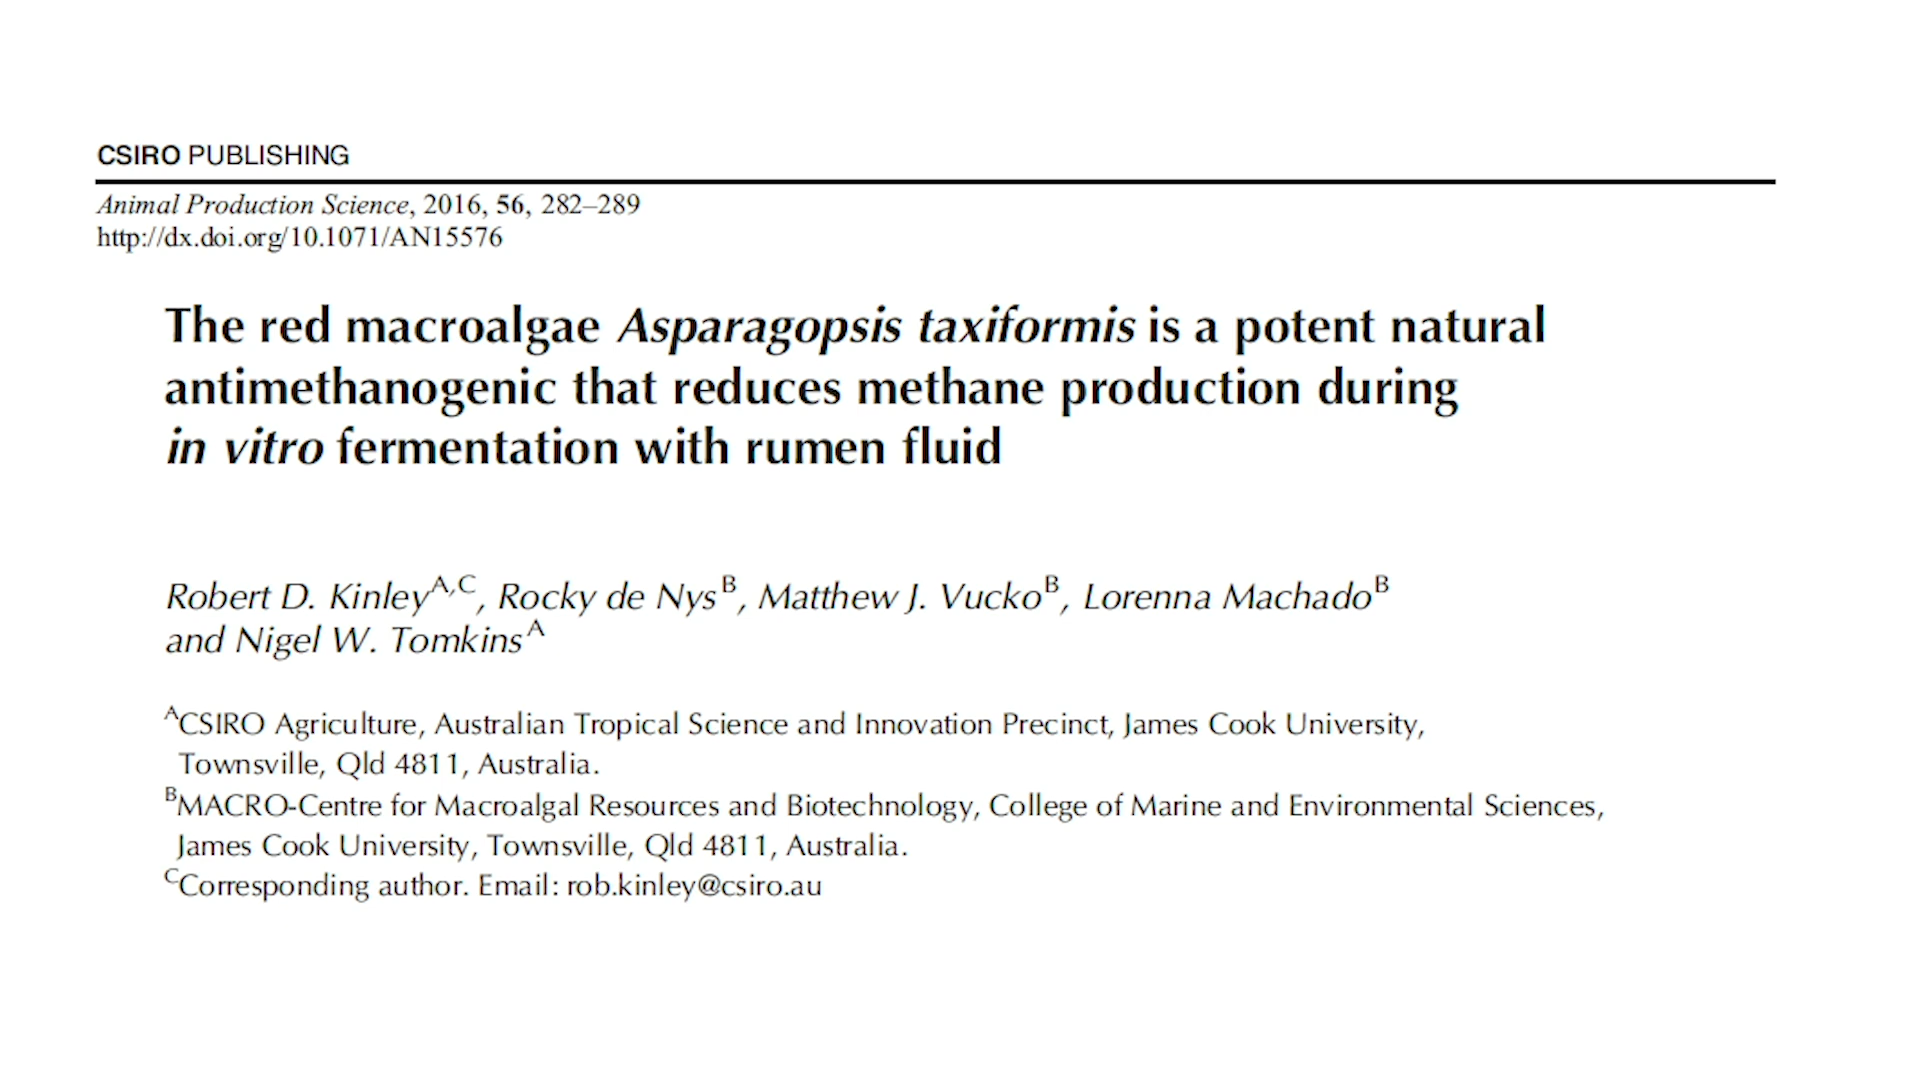 CSIRO PUBLISHING
Animal Production Science, 2016, 56, 282–289
http://dx.doi.org/10.1071/AN15576
The red macroalgae Asparagopsis taxiformis is a potent natural
antimethanogenic that reduces methane production during
in vitro fermentation with rumen fluid
Robert D. Kinley^A,C, Rocky de Nys^B, Matthew J. Vucko^B, Lorenna Machado^B
and Nigel W. Tomkins^A
^ACSIRO Agriculture, Australian Tropical Science and Innovation Precinct, James Cook University,
Townsville, Qld 4811, Australia.
^BMACRO-Centre for Macroalgal Resources and Biotechnology, College of Marine and Environmental Sciences,
James Cook University, Townsville, Qld 4811, Australia.
^CCorresponding author. Email: rob.kinley@csiro.au